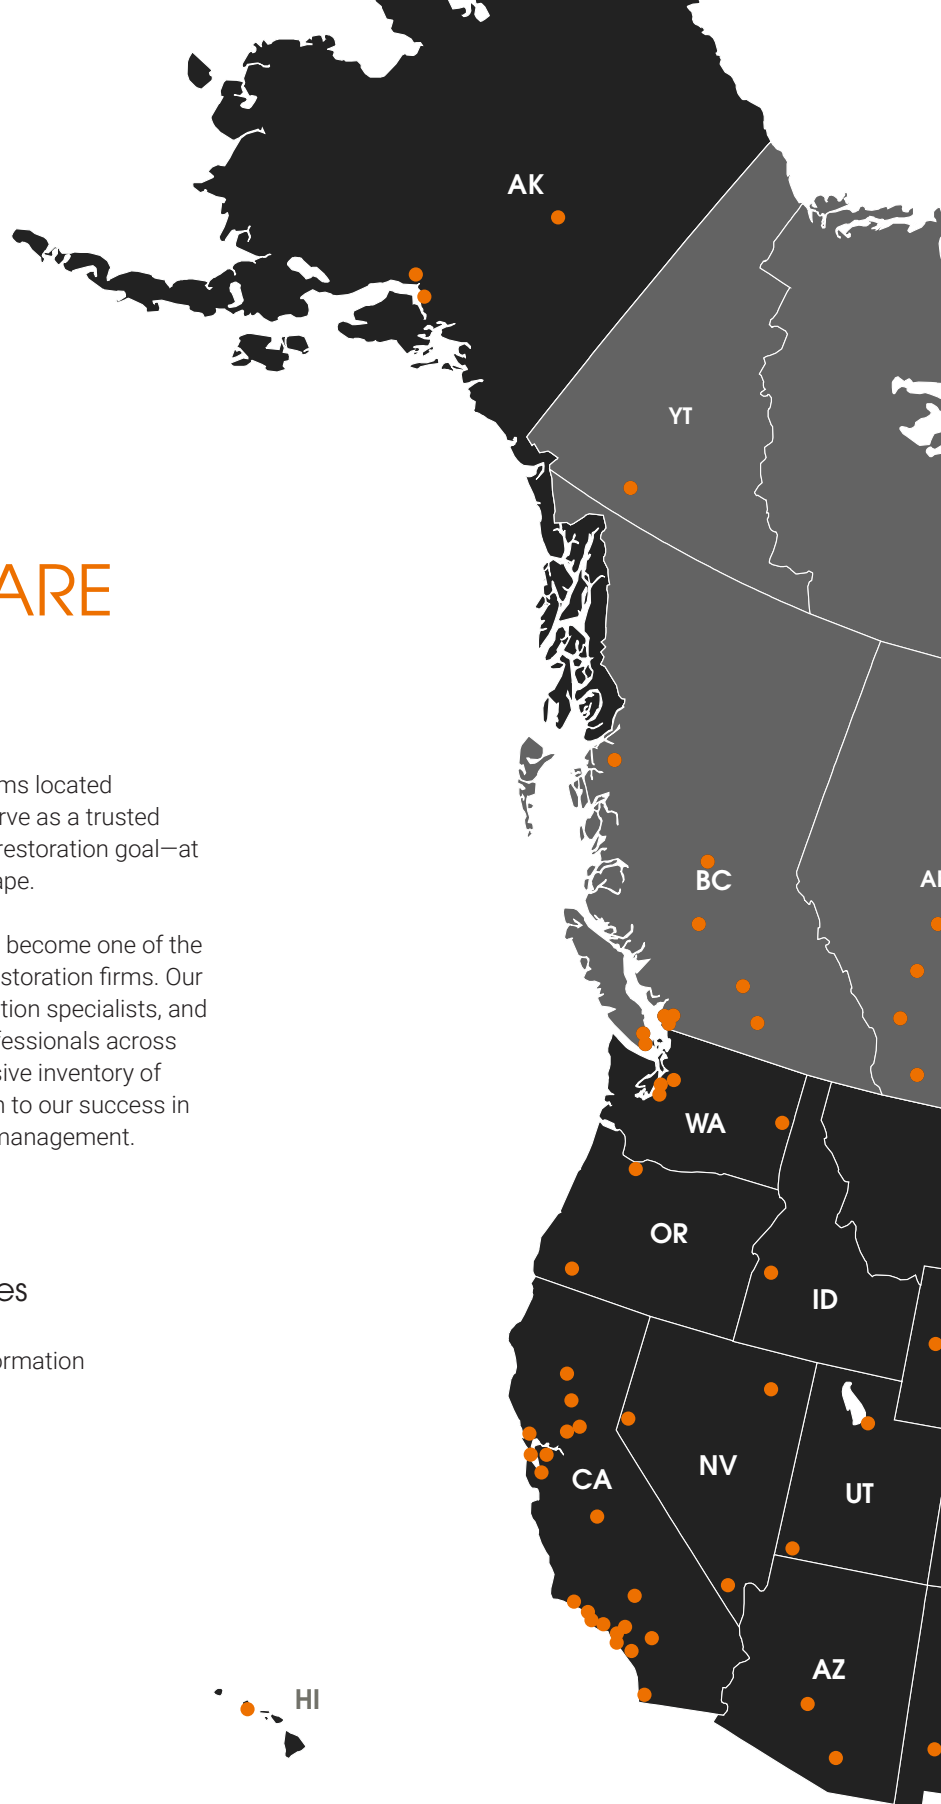 ARE
ms located
rve as a trusted
restoration goal—at
ape.
become one of the
storation firms. Our
tion specialists, and
fessionals across
sive inventory of
n to our success in
management.
es
ormation
AK
YT
BC
WA
OR
ID
CA
NV
UT
AZ
HI